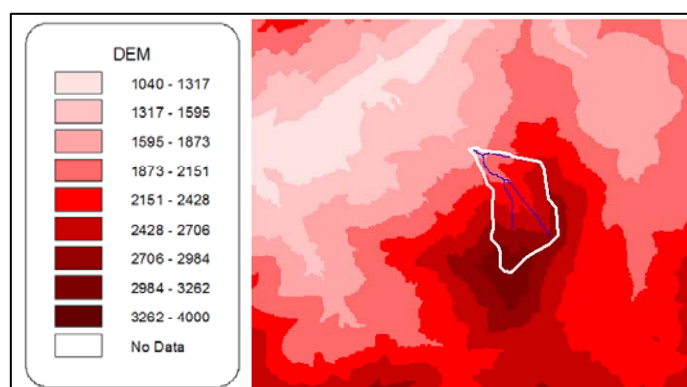 DEM
1040 - 1317
1317 - 1595
1595 - 1873
1873 - 2151
2151 - 2428
2428 - 2706
2706 - 2984
2984 - 3262
3262 - 4000
No Data